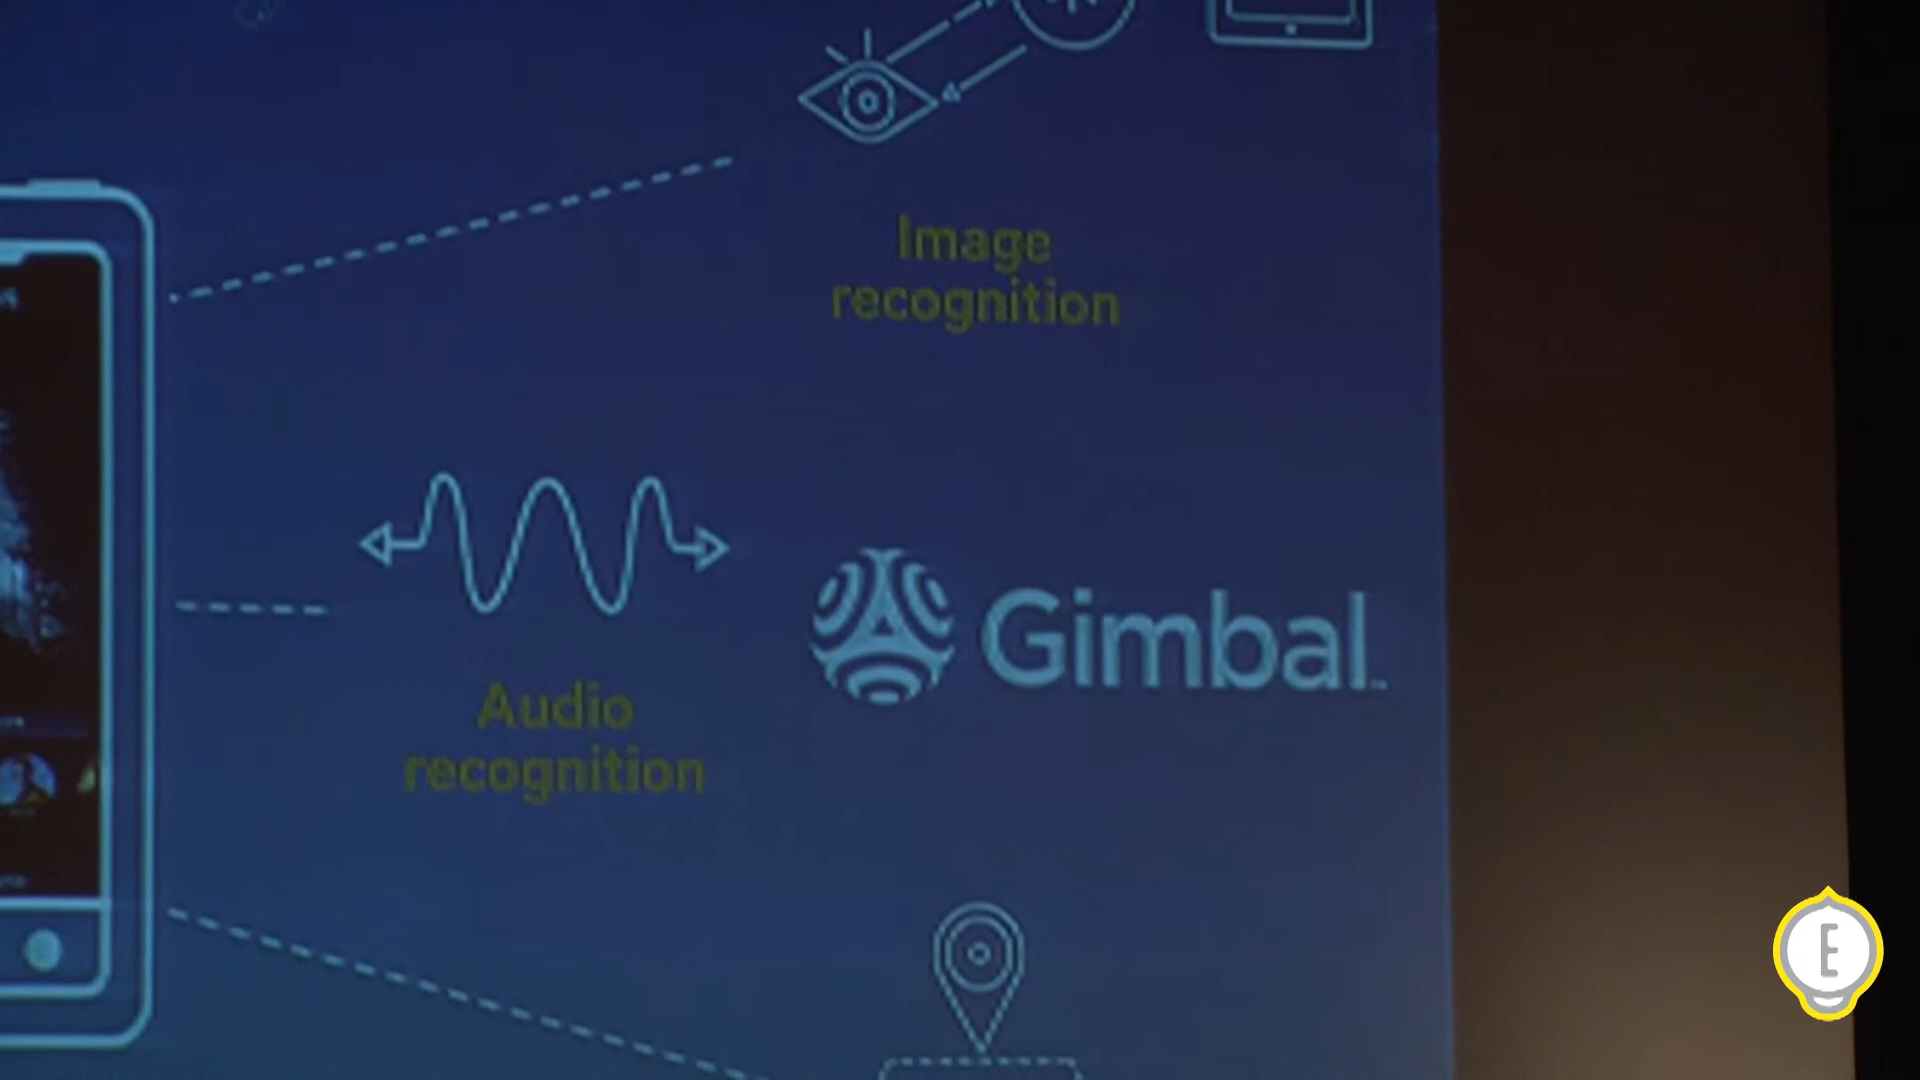 Image
recognition
Gimbal
Audio
recognition
E